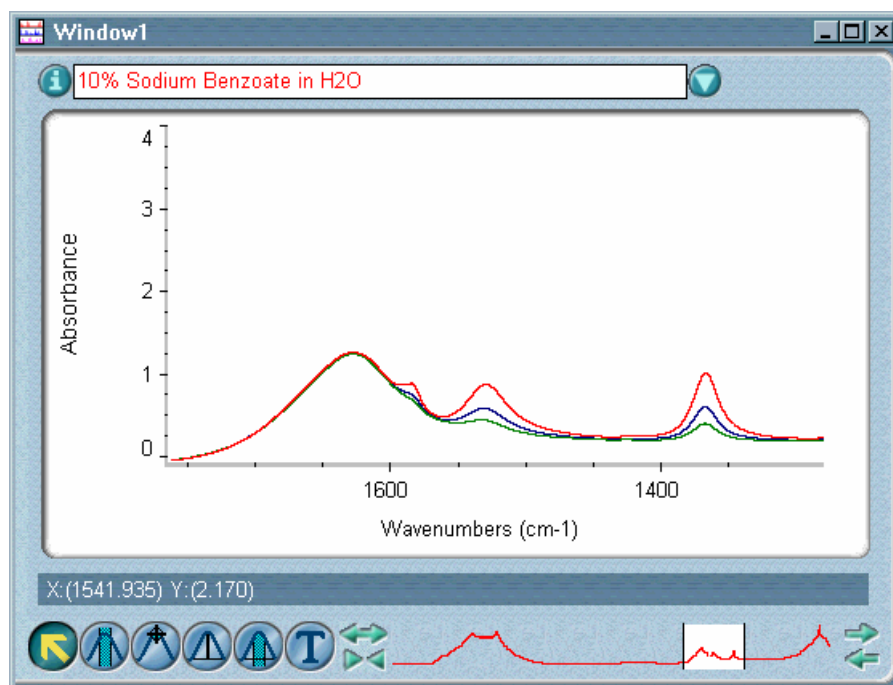 Window1
10% Sodium Benzoate in H2O
4
3
2
1
0
Absorbance
1600 1400
Wavenumbers (cm-1)
X:(1541.935) Y:(2.170)
T